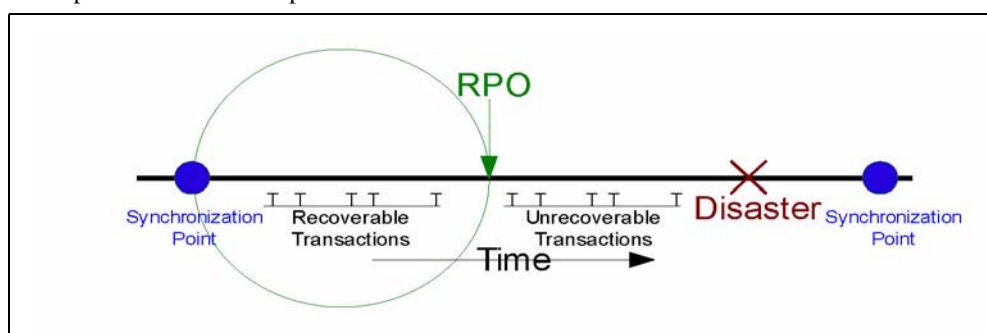 RPO
T T T T T
T T T T T
Synchronization
Point
Recoverable
Transactions
Unrecoverable
Transactions
Disaster
Synchronization
Point
Time